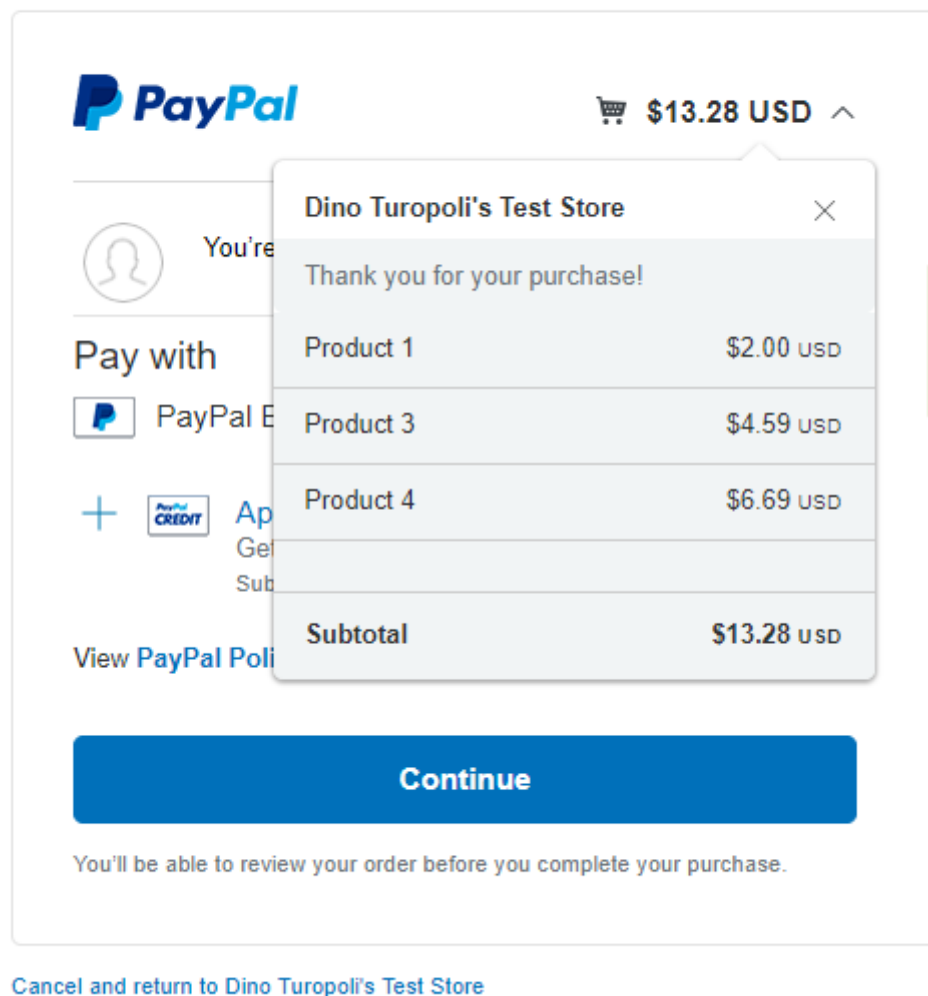 PayPal
$13.28 USD
Dino Turopoli's Test Store
You're
Thank you for your purchase!
Product 1 $2.00 USD
Pay with
PayPal
Product 3 $4.59 USD
Product 4 $6.69 USD
PayPal CREDIT
Subtotal $13.28 USD
View PayPal
Continue
You'll be able to review your order before you complete your purchase.
Cancel and return to Dino Turopoli's Test Store